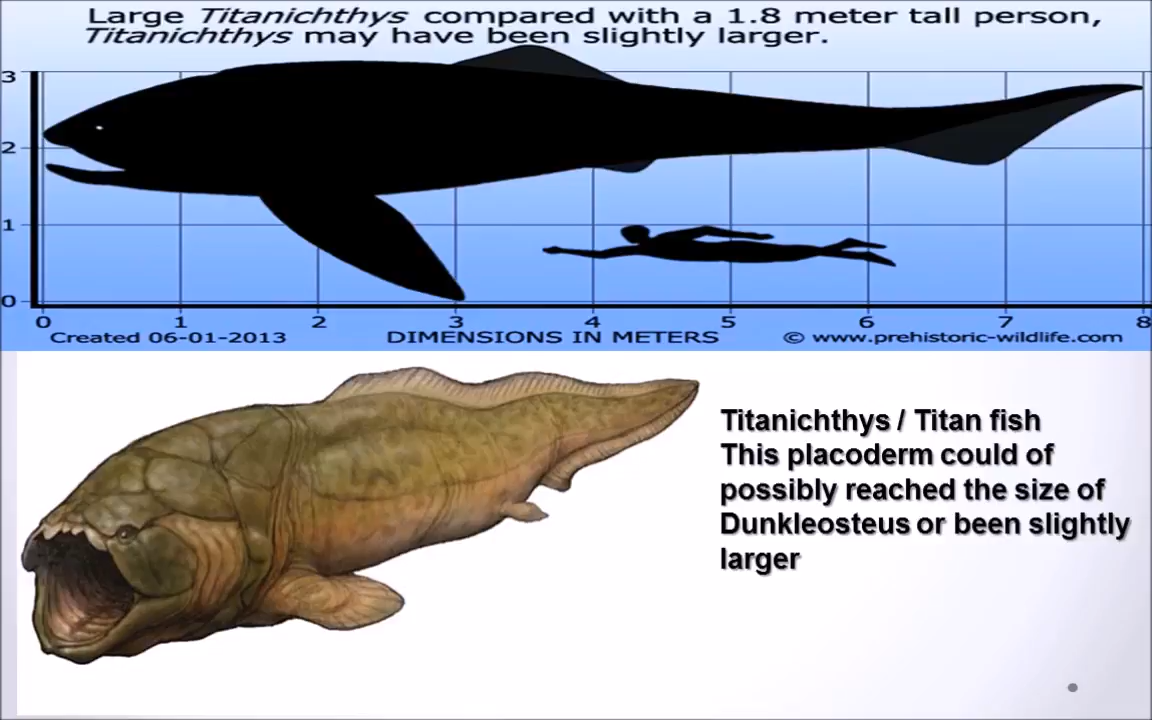 Large Titanichthys compared with a 1.8 meter tall person,
Titanichthys may have been slightly larger.
3
2
1
0
0 1 2 3 4 5 6 7 8
Created 06-01-2013 DIMENSIONS IN METERS © www.prehistoric-wildlife.com
Titanichthys / Titan fish
This placoderm could of
possibly reached the size of
Dunkleosteus or been slightly
larger